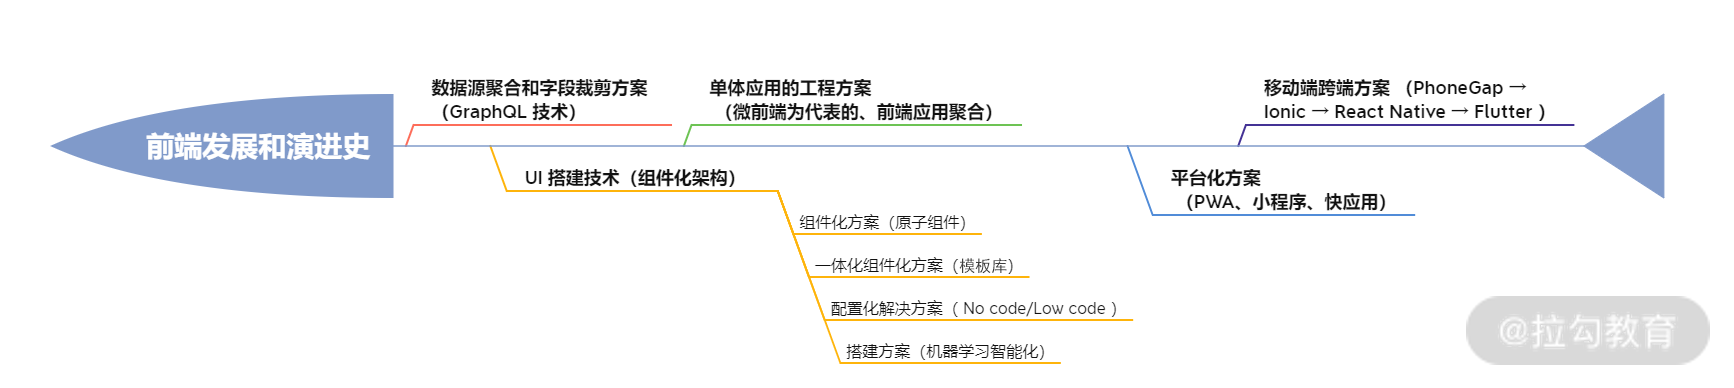 前端发展和演进史
数据源聚合和字段裁剪方案
（GraphQL 技术）
UI 搭建技术（组件化架构）
组件化方案（原子组件）
一体化组件化方案（模板库）
配置化解决方案（ No code/Low code ）
搭建方案（机器学习智能化）
单体应用的工程方案
（微前端为代表的、前端应用聚合）
平台化方案
（PWA、小程序、快应用）
移动端跨端方案 （PhoneGap →
Ionic → React Native → Flutter ）
@拉勾教育